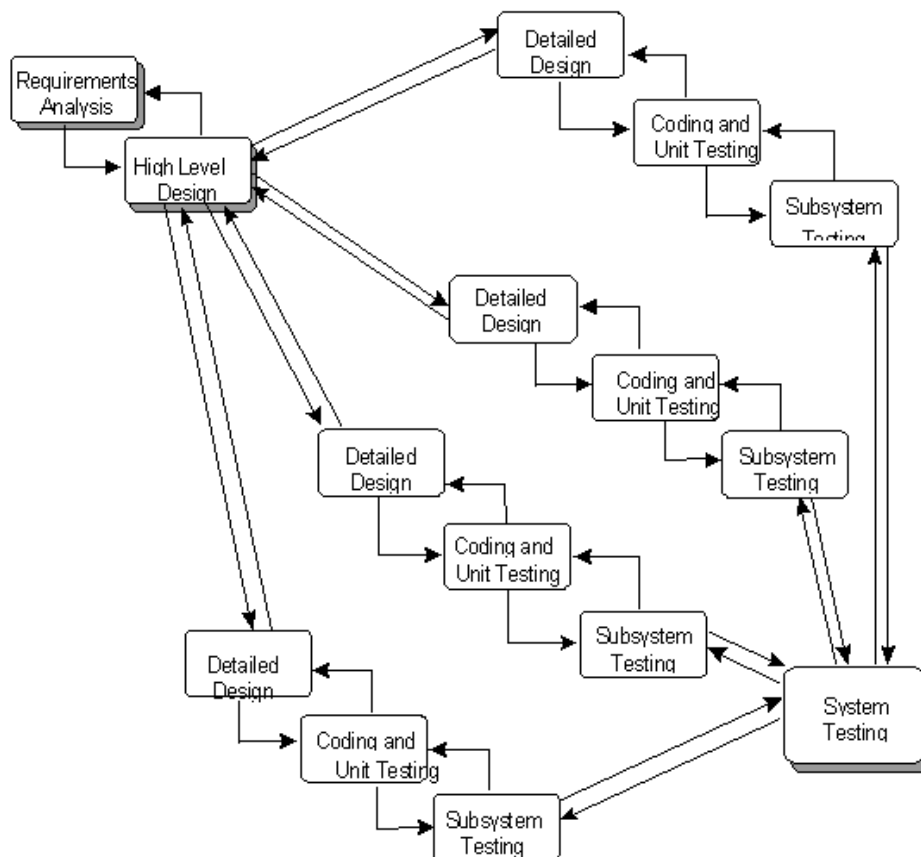 Detailed
Design
Requirements
Analysis
Coding and
Unit Testing
High Level
Design
Subsystem
Testing
Detailed
Design
Coding and
Unit Testing
Detailed
Design
Subsystem
Testing
Coding and
Unit Testing
Subsystem
Testing
Detailed
Design
System
Testing
Coding and
Unit Testing
Subsystem
Testing